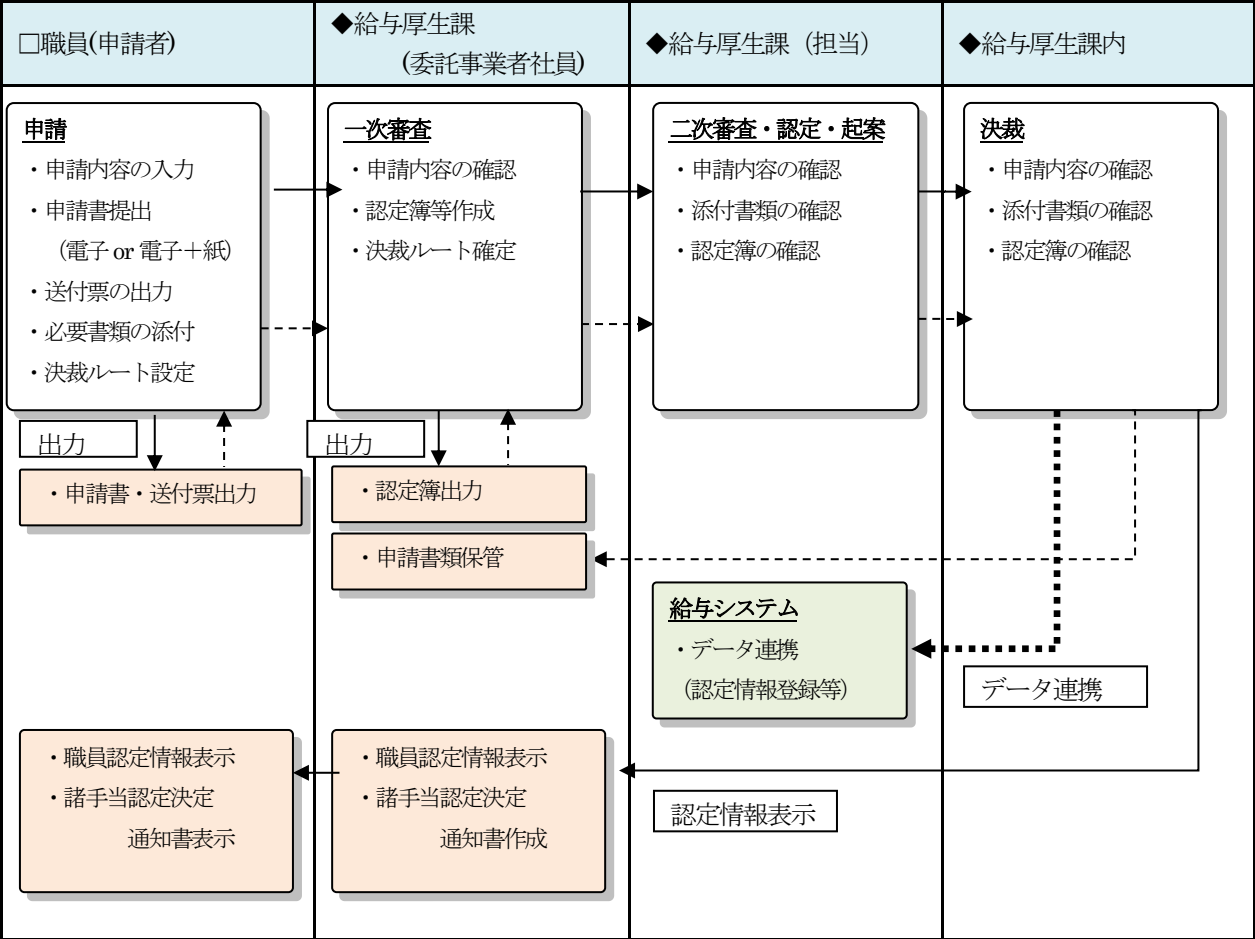 □職員(申請者)
◆給与厚生課
(委託事業者社員)
◆給与厚生課（担当）
◆給与厚生課内
申請
・申請内容の入力
・申請書提出
（電子 or 電子＋紙）
・送付票の出力
・必要書類の添付
・決裁ルート設定
一次審査
・申請内容の確認
・認定簿等作成
・決裁ルート確定
二次審査・認定・起案
・申請内容の確認
・添付書類の確認
・認定簿の確認
決裁
・申請内容の確認
・添付書類の確認
・認定簿の確認
出力
・申請書・送付票出力
出力
・認定簿出力
・申請書類保管
給与システム
・データ連携
（認定情報登録等）
データ連携
・職員認定情報表示
・諸手当認定決定
通知書表示
・職員認定情報表示
・諸手当認定決定
通知書作成
認定情報表示